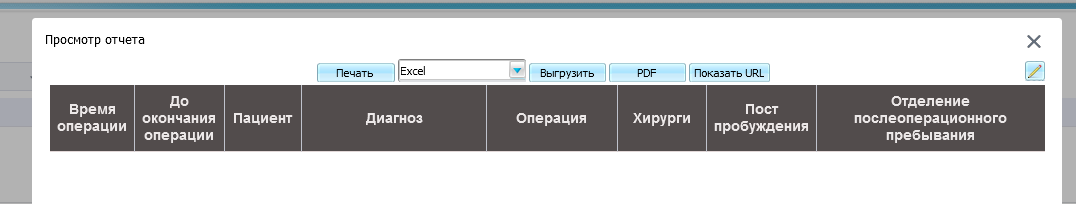 Просмотр отчета
Печать
Excel
Выгрузить
PDF
Показать URL
Время
операции
До
окончания
операции
Пациент
Диагноз
Операция
Хирурги
Пост
пробуждения
Отделение
послеоперационного
пребывания